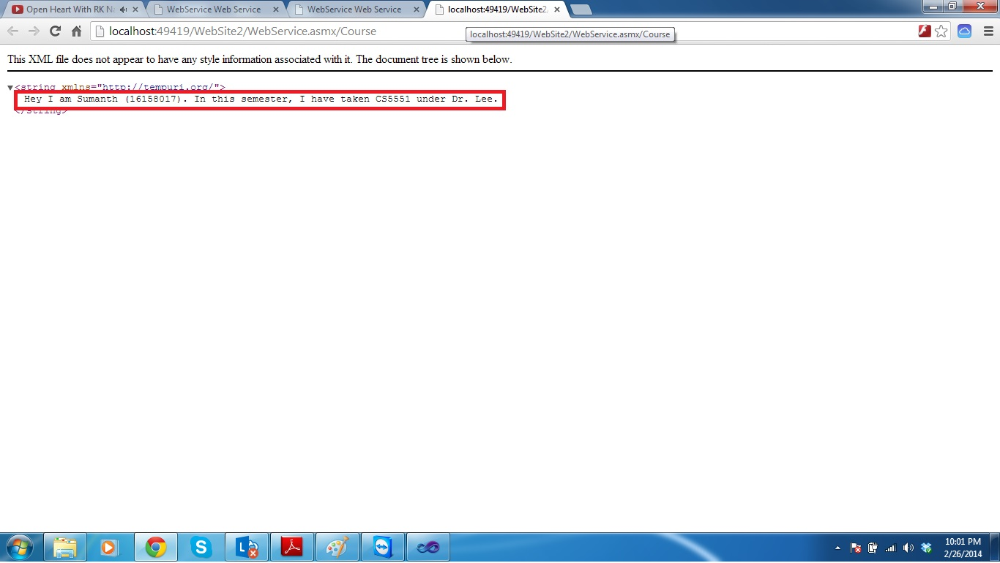 Open Heart With RK Na
WebService Web Service
WebService Web Service
localhost:49419/WebSite2
localhost:49419/WebSite2/WebService.asmx/Course
localhost:49419/WebSite2/WebService.asmx/Course
This XML file does not appear to have any style information associated with it. The document tree is shown below.
<string xmlns="http://tempuri.org/">
Hey I am Sumanth (16158017). In this semester, I have taken CS5551 under Dr. Lee.
</string>
10:01 PM
2/26/2014